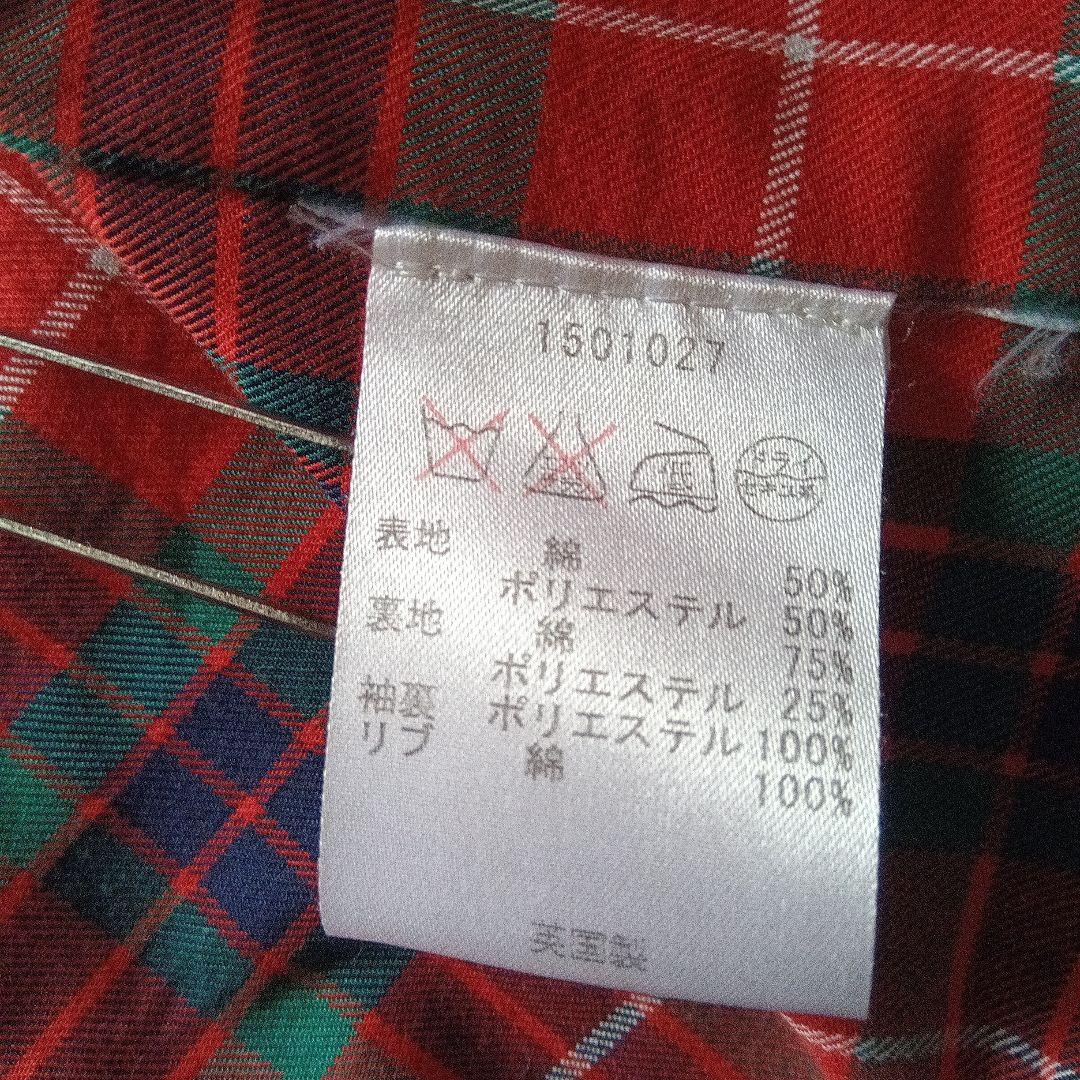 1501027
低
ドライ
セキユ系
表地 綿 50%
ポリエステル 50%
裏地 綿 75%
ポリエステル 25%
袖裏 ポリエステル 100%
リブ 綿 100%
英国製